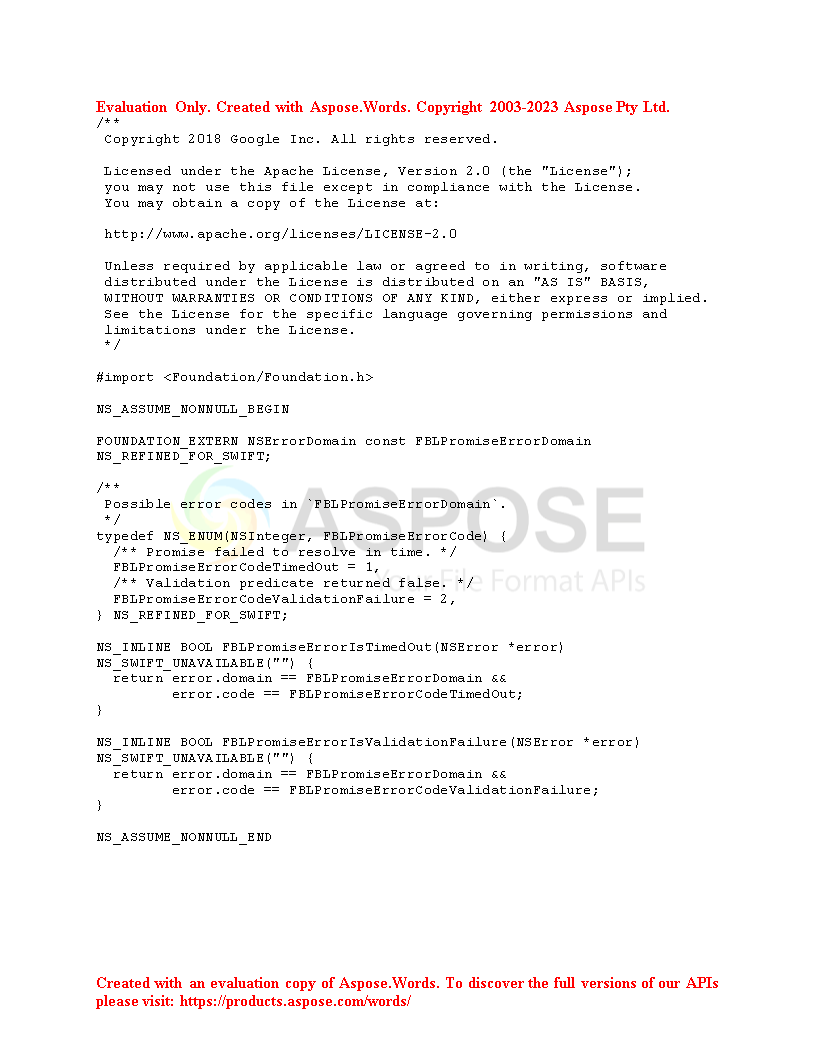 Evaluation Only. Created with Aspose.Words. Copyright 2003-2023 Aspose Pty Ltd.
/**
 Copyright 2018 Google Inc. All rights reserved.

 Licensed under the Apache License, Version 2.0 (the "License");
 you may not use this file except in compliance with the License.
 You may obtain a copy of the License at:

 http://www.apache.org/licenses/LICENSE-2.0

 Unless required by applicable law or agreed to in writing, software
 distributed under the License is distributed on an "AS IS" BASIS,
 WITHOUT WARRANTIES OR CONDITIONS OF ANY KIND, either express or implied.
 See the License for the specific language governing permissions and
 limitations under the License.
 */

#import <Foundation/Foundation.h>

NS_ASSUME_NONNULL_BEGIN

FOUNDATION_EXTERN NSErrorDomain const FBLPromiseErrorDomain
NS_REFINED_FOR_SWIFT;

/**
 Possible error codes in `FBLPromiseErrorDomain`.
 */
typedef NS_ENUM(NSInteger, FBLPromiseErrorCode) {
  /** Promise failed to resolve in time. */
  FBLPromiseErrorCodeTimedOut = 1,
  /** Validation predicate returned false. */
  FBLPromiseErrorCodeValidationFailure = 2,
} NS_REFINED_FOR_SWIFT;

NS_INLINE BOOL FBLPromiseErrorIsTimedOut(NSError *error)
NS_SWIFT_UNAVAILABLE("") {
  return error.domain == FBLPromiseErrorDomain &&
         error.code == FBLPromiseErrorCodeTimedOut;
}

NS_INLINE BOOL FBLPromiseErrorIsValidationFailure(NSError *error)
NS_SWIFT_UNAVAILABLE("") {
  return error.domain == FBLPromiseErrorDomain &&
         error.code == FBLPromiseErrorCodeValidationFailure;
}

NS_ASSUME_NONNULL_END

ASPOSE
Your File Format APIs

Created with an evaluation copy of Aspose.Words. To discover the full versions of our APIs
please visit: https://products.aspose.com/words/